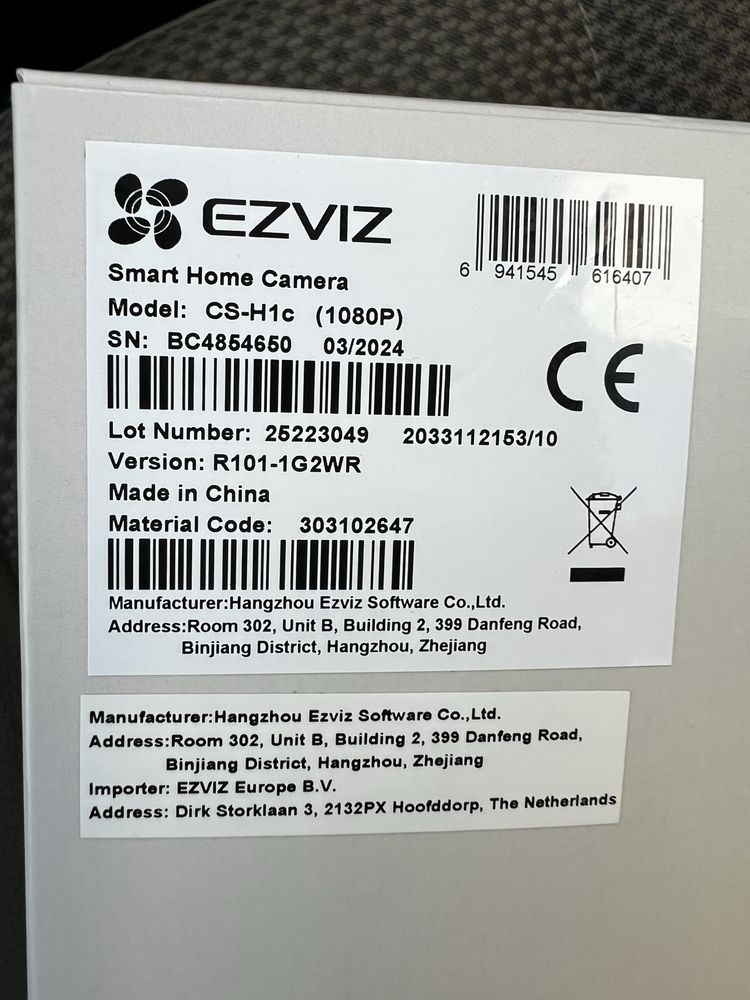 EZVIZ
6 941545 616407
Smart Home Camera
Model: CS-H1c (1080P)
SN: BC4854650 03/2024
CE
Lot Number: 25223049 2033112153/10
Version: R101-1G2WR
Made in China
Material Code: 303102647
Manufacturer:Hangzhou Ezviz Software Co.,Ltd.
Address:Room 302, Unit B, Building 2, 399 Danfeng Road,
Binjiang District, Hangzhou, Zhejiang
Manufacturer:Hangzhou Ezviz Software Co.,Ltd.
Address:Room 302, Unit B, Building 2, 399 Danfeng Road,
Binjiang District, Hangzhou, Zhejiang
Importer: EZVIZ Europe B.V.
Address: Dirk Storklaan 3, 2132PX Hoofddorp, The Netherlands